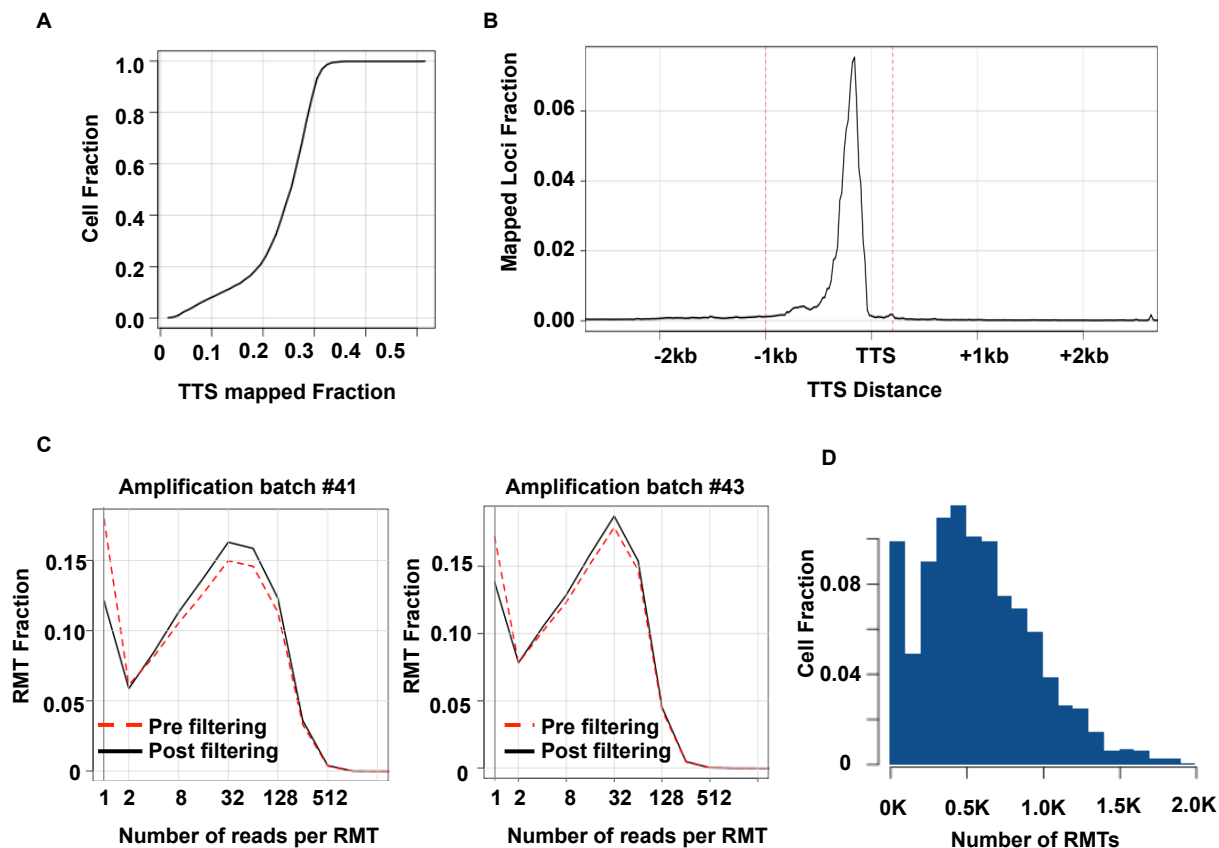 A
Cell Fraction
1.0
0.8
0.6
0.4
0.2
0.0
0 0.1 0.2 0.3 0.4 0.5
TTS mapped Fraction
B
Mapped Loci Fraction
0.06
0.04
0.02
0.00
-2kb -1kb TTS +1kb +2kb
TTS Distance
C
Amplification batch #41
RMT Fraction
0.15
0.10
0.05
0
Pre filtering
Post filtering
1 2 8 32 128 512
Number of reads per RMT
Amplification batch #43
RMT Fraction
0.15
0.10
0.05
0
Pre filtering
Post filtering
1 2 8 32 128 512
Number of reads per RMT
D
Cell Fraction
0.08
0.04
0
0K 0.5K 1.0K 1.5K 2.0K
Number of RMTs